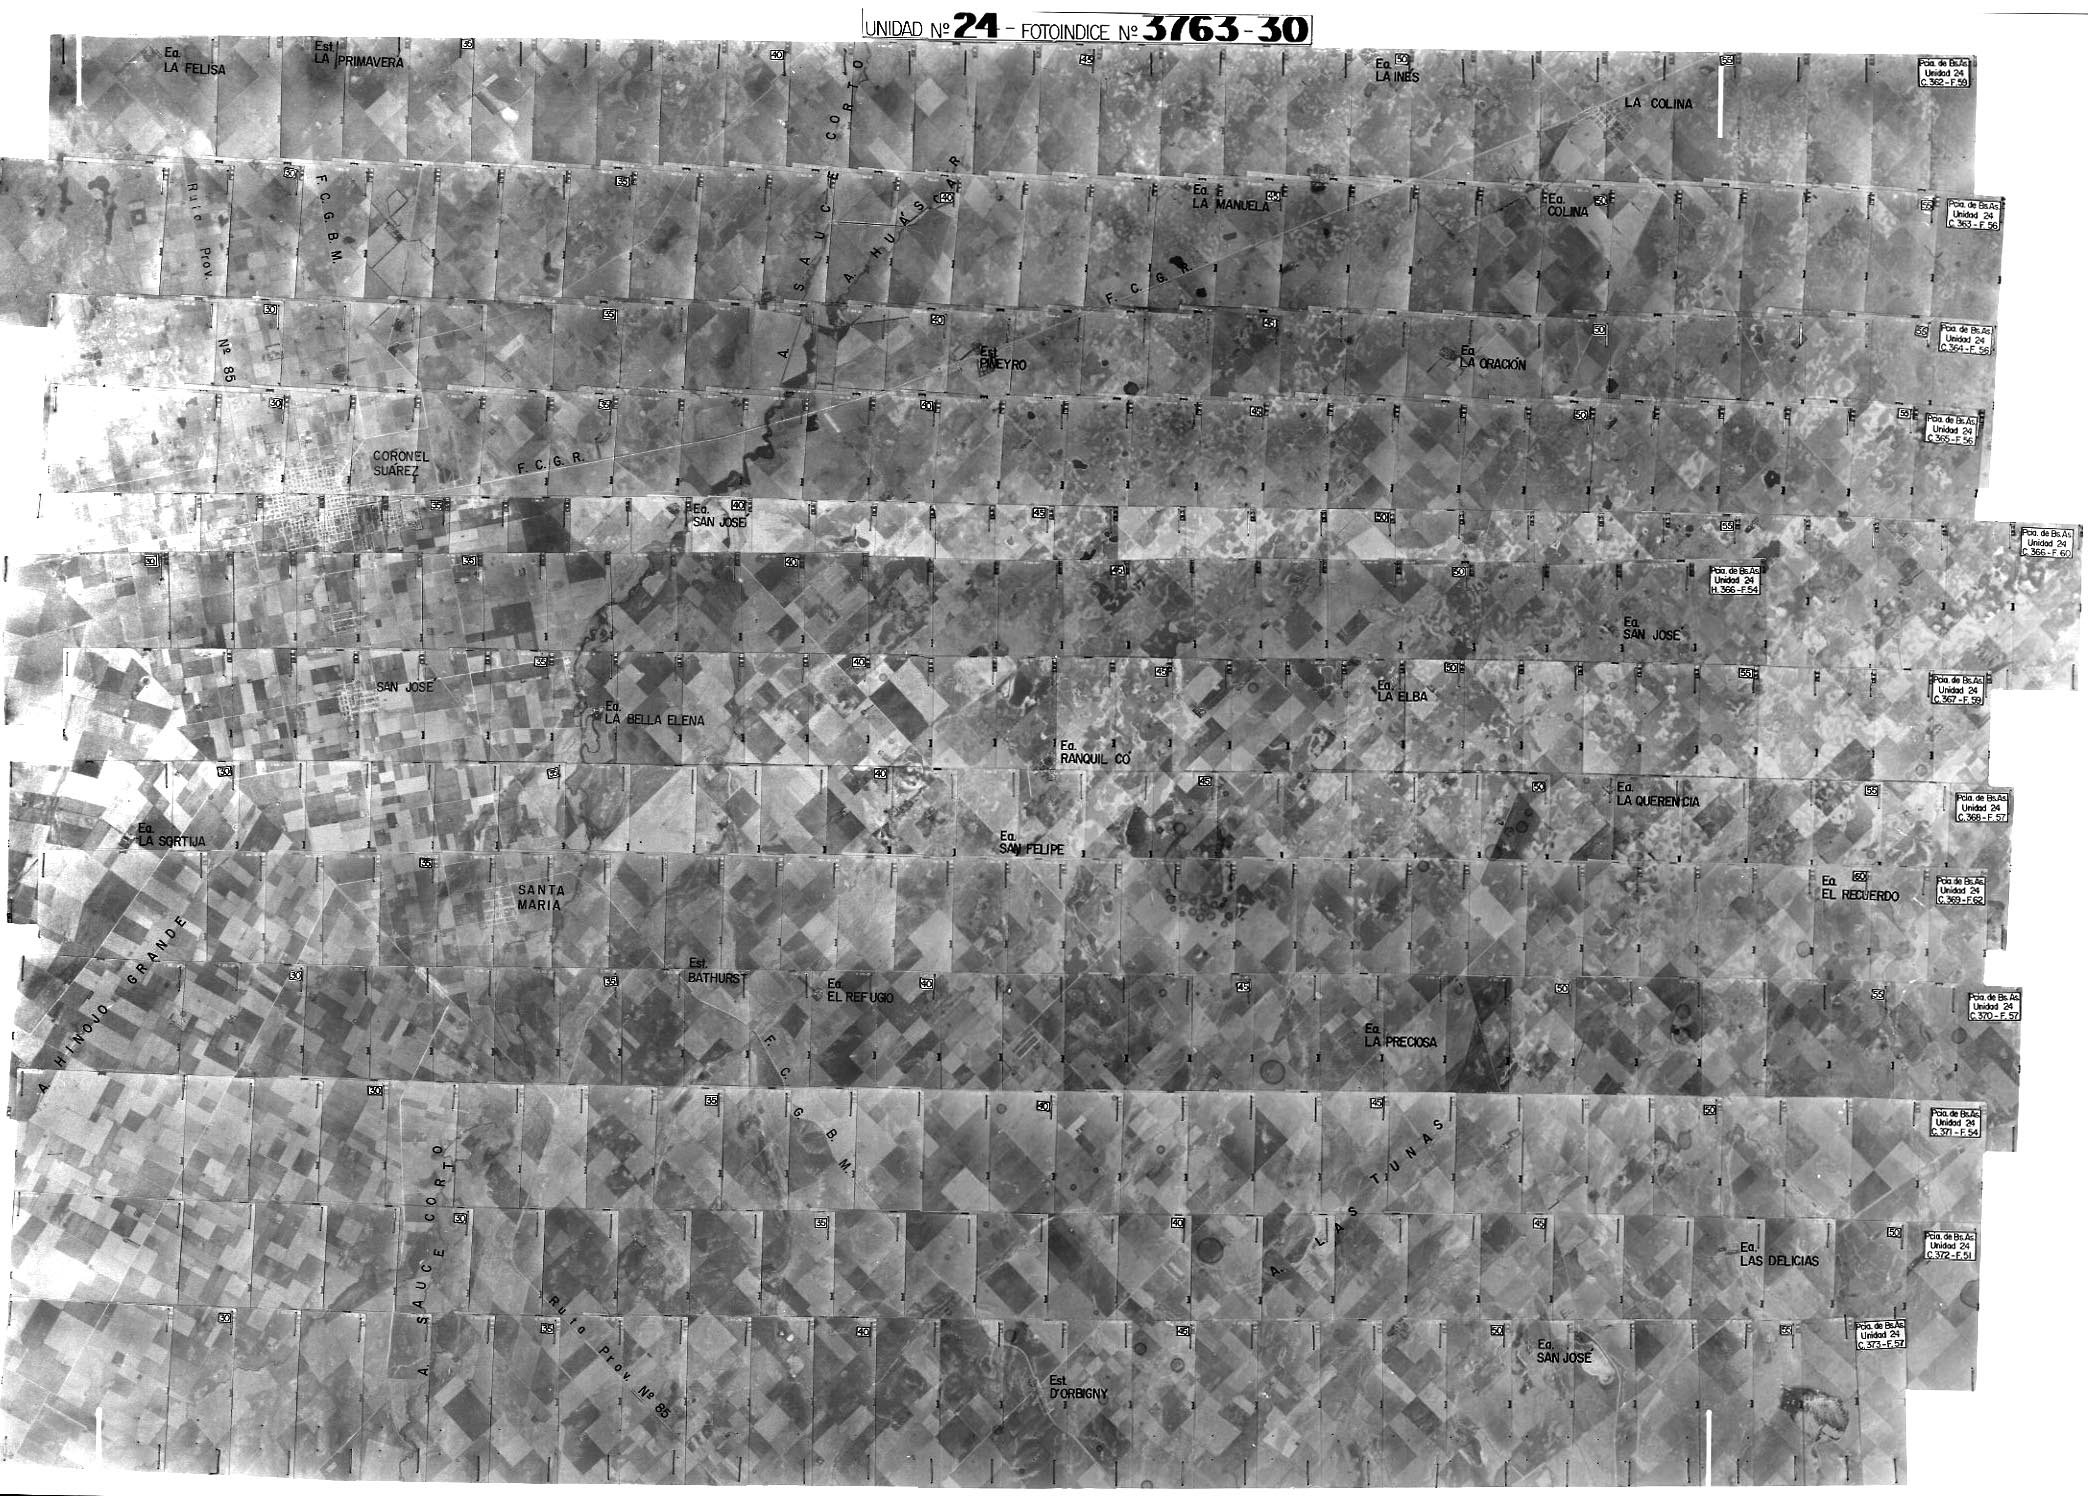 UNIDAD Nº 24 - FOTOINDICE Nº 3763-30
Ea.
LA FELISA
Est.
LA PRIMAVERA
35
40
A. SAUCE CORTO
45
Ea.
LA INÉS
50
LA COLINA
55
Pcia. de Bs.As.
Unidad 24
C.362-F.59
Ruta Prov. Nº 85
30
F. C. G. B. M.
35
A. HUÁSCAR
40
Ea.
LA MANUELA
45
F. C. G. R.
Ea.
COLINA
50
55
Pcia. de Bs.As.
Unidad 24
C.363-F.56
30
35
40
Est.
PIÑEYRO
45
Ea.
LA ORACIÓN
50
55
Pcia. de Bs.As.
Unidad 24
C.364-F.56
30
CORONEL
SUÁREZ
35
F. C. G. R.
40
45
50
55
Pcia. de Bs.As.
Unidad 24
C.365-F.56
35
Ea.
SAN JOSÉ
40
45
50
55
Pcia. de Bs.As.
Unidad 24
C.366-F.60
30
35
40
45
50
Pcia. de Bs.As.
Unidad 24
H.366-F.54
Ea.
SAN JOSÉ
SAN JOSÉ
35
Ea.
LA BELLA ELENA
40
Ea.
RANQUIL CÓ
45
Ea.
LA ELBA
50
55
Pcia. de Bs.As.
Unidad 24
C.367-F.59
Ea.
LA SORTIJA
30
35
40
Ea.
SAN FELIPE
45
50
Ea.
LA QUERENCIA
55
Pcia. de Bs.As.
Unidad 24
C.368-F.57
A. HINOJO GRANDE
35
SANTA
MARIA
Ea.
EL RECUERDO
60
Pcia. de Bs.As.
Unidad 24
C.369-F.62
30
35
Est.
BATHURST
Ea.
EL REFUGIO
40
45
Ea.
LA PRECIOSA
50
55
Pcia. de Bs.As.
Unidad 24
C.370-F.57
F. C. G. B. M.
30
35
40
45
50
Pcia. de Bs.As.
Unidad 24
C.371-F.54
A. SAUCE CORTO
30
35
40
A. LAS TUNAS
45
Ea.
LAS DELICIAS
50
Pcia. de Bs.As.
Unidad 24
C.372-F.51
30
35
Ruta Prov. Nº 85
40
Est.
D'ORBIGNY
45
50
Ea.
SAN JOSÉ
55
Pcia. de Bs.As.
Unidad 24
C.373-F.57